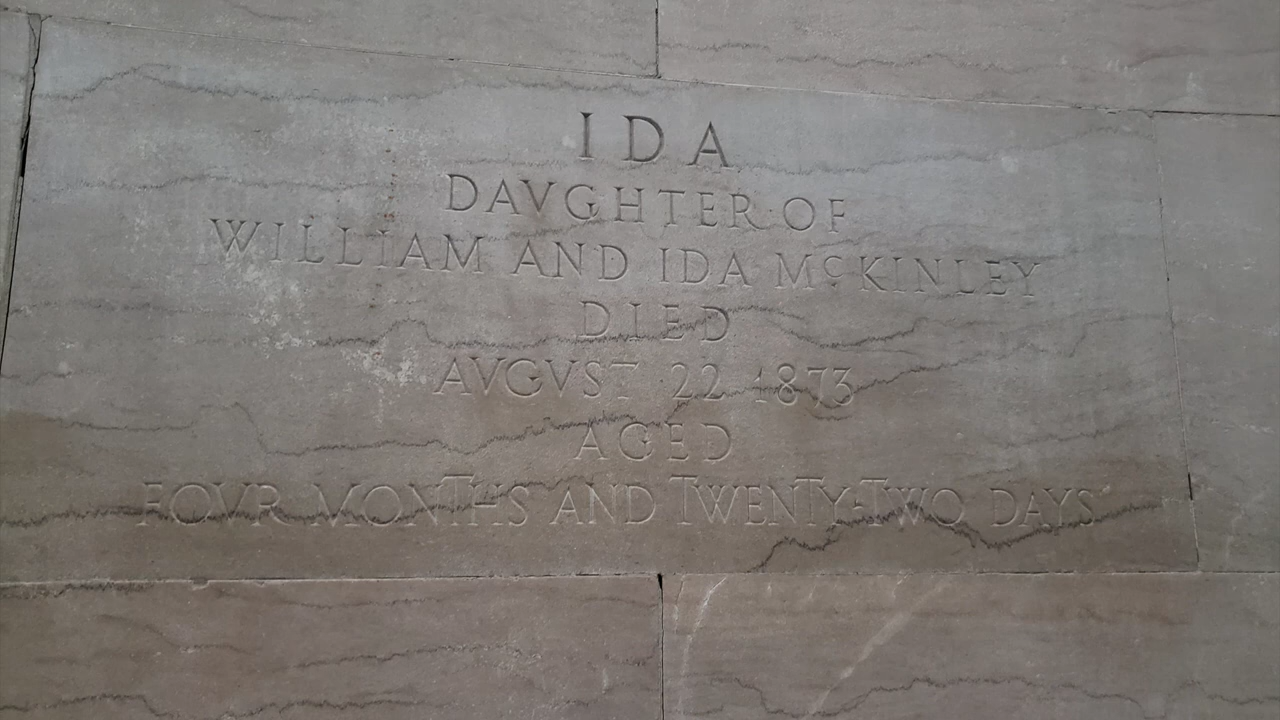 IDA
DAVGHTER OF
WILLIAM AND IDA McKINLEY
DIED
AVGVST 22 1873
AGED
FOVR MONTHS AND TWENTY-TWO DAYS